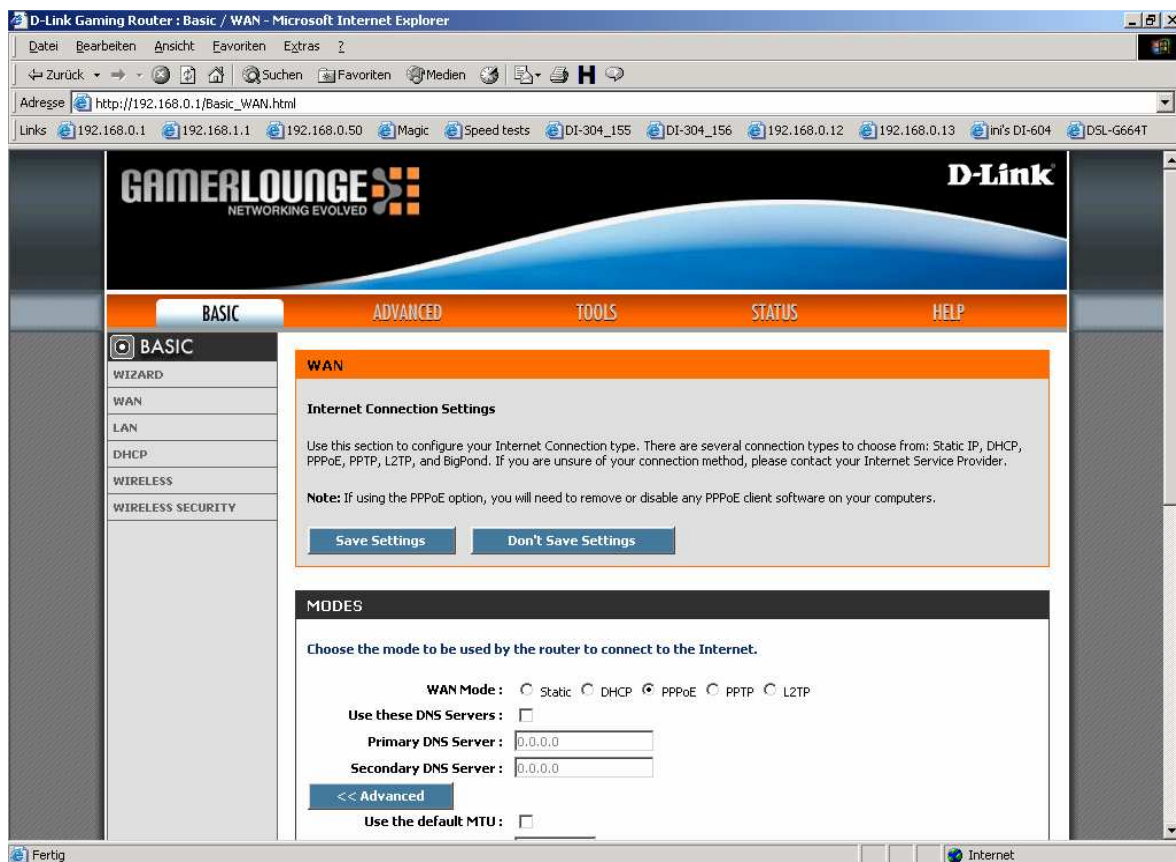 D-Link Gaming Router : Basic / WAN - Microsoft Internet Explorer
Datei Bearbeiten Ansicht Favoriten Extras ?
Zurück Suchen Favoriten Medien
Adresse http://192.168.0.1/Basic_WAN.html
Links 192.168.0.1 192.168.1.1 192.168.0.50 Magic Speed tests DI-304_155 DI-304_156 192.168.0.12 192.168.0.13 ini's DI-604 DSL-G664T
GAMERLOUNGE
NETWORKING EVOLVED
D-Link
BASIC ADVANCED TOOLS STATUS HELP
BASIC
WIZARD
WAN
LAN
DHCP
WIRELESS
WIRELESS SECURITY
WAN
Internet Connection Settings
Use this section to configure your Internet Connection type. There are several connection types to choose from: Static IP, DHCP,
PPPoE, PPTP, L2TP, and BigPond. If you are unsure of your connection method, please contact your Internet Service Provider.
Note: If using the PPPoE option, you will need to remove or disable any PPPoE client software on your computers.
Save Settings Don't Save Settings
MODES
Choose the mode to be used by the router to connect to the Internet.
WAN Mode : Static DHCP PPPoE PPTP L2TP
Use these DNS Servers :
Primary DNS Server : 0.0.0.0
Secondary DNS Server : 0.0.0.0
<< Advanced
Use the default MTU :
Fertig Internet